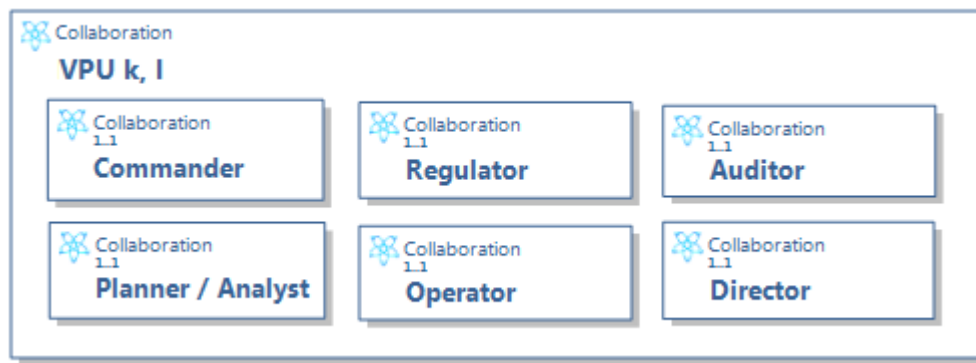 Collaboration
VPU k, l
Collaboration
1..1
Commander
Collaboration
1..1
Regulator
Collaboration
1..1
Auditor
Collaboration
1..1
Planner / Analyst
Collaboration
1..1
Operator
Collaboration
1..1
Director